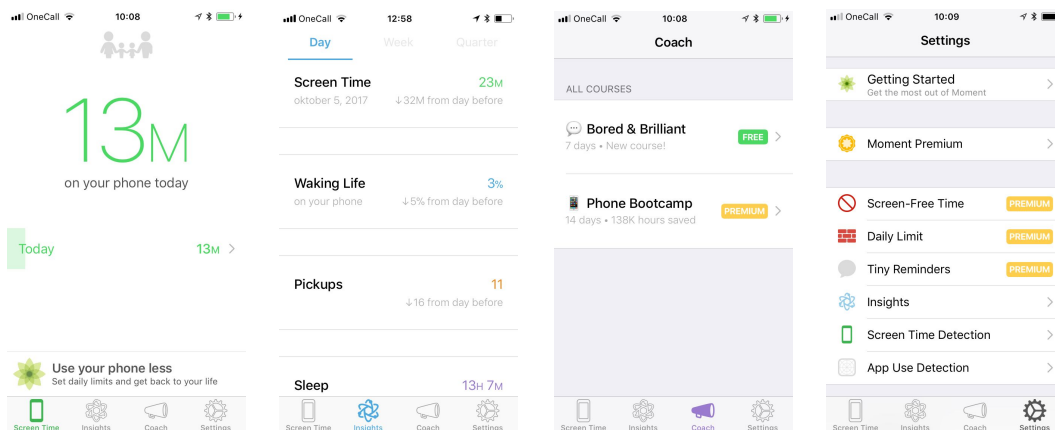 OneCall 10:08
13M
on your phone today
Today 13M
Use your phone less
Set daily limits and get back to your life
Screen Time Insights Coach Settings
OneCall 12:58
Day Week Quarter
Screen Time 23M
oktober 5, 2017 ↓32M from day before
Waking Life 3%
on your phone ↓5% from day before
Pickups 11
↓16 from day before
Sleep 13H 7M
Screen Time Insights Coach Settings
OneCall 10:08
Coach
ALL COURSES
Bored & Brilliant FREE
7 days • New course!
Phone Bootcamp PREMIUM
14 days • 138K hours saved
Screen Time Insights Coach Settings
OneCall 10:09
Settings
Getting Started
Get the most out of Moment
Moment Premium
Screen-Free Time PREMIUM
Daily Limit PREMIUM
Tiny Reminders PREMIUM
Insights
Screen Time Detection
App Use Detection
Screen Time Insights Coach Settings